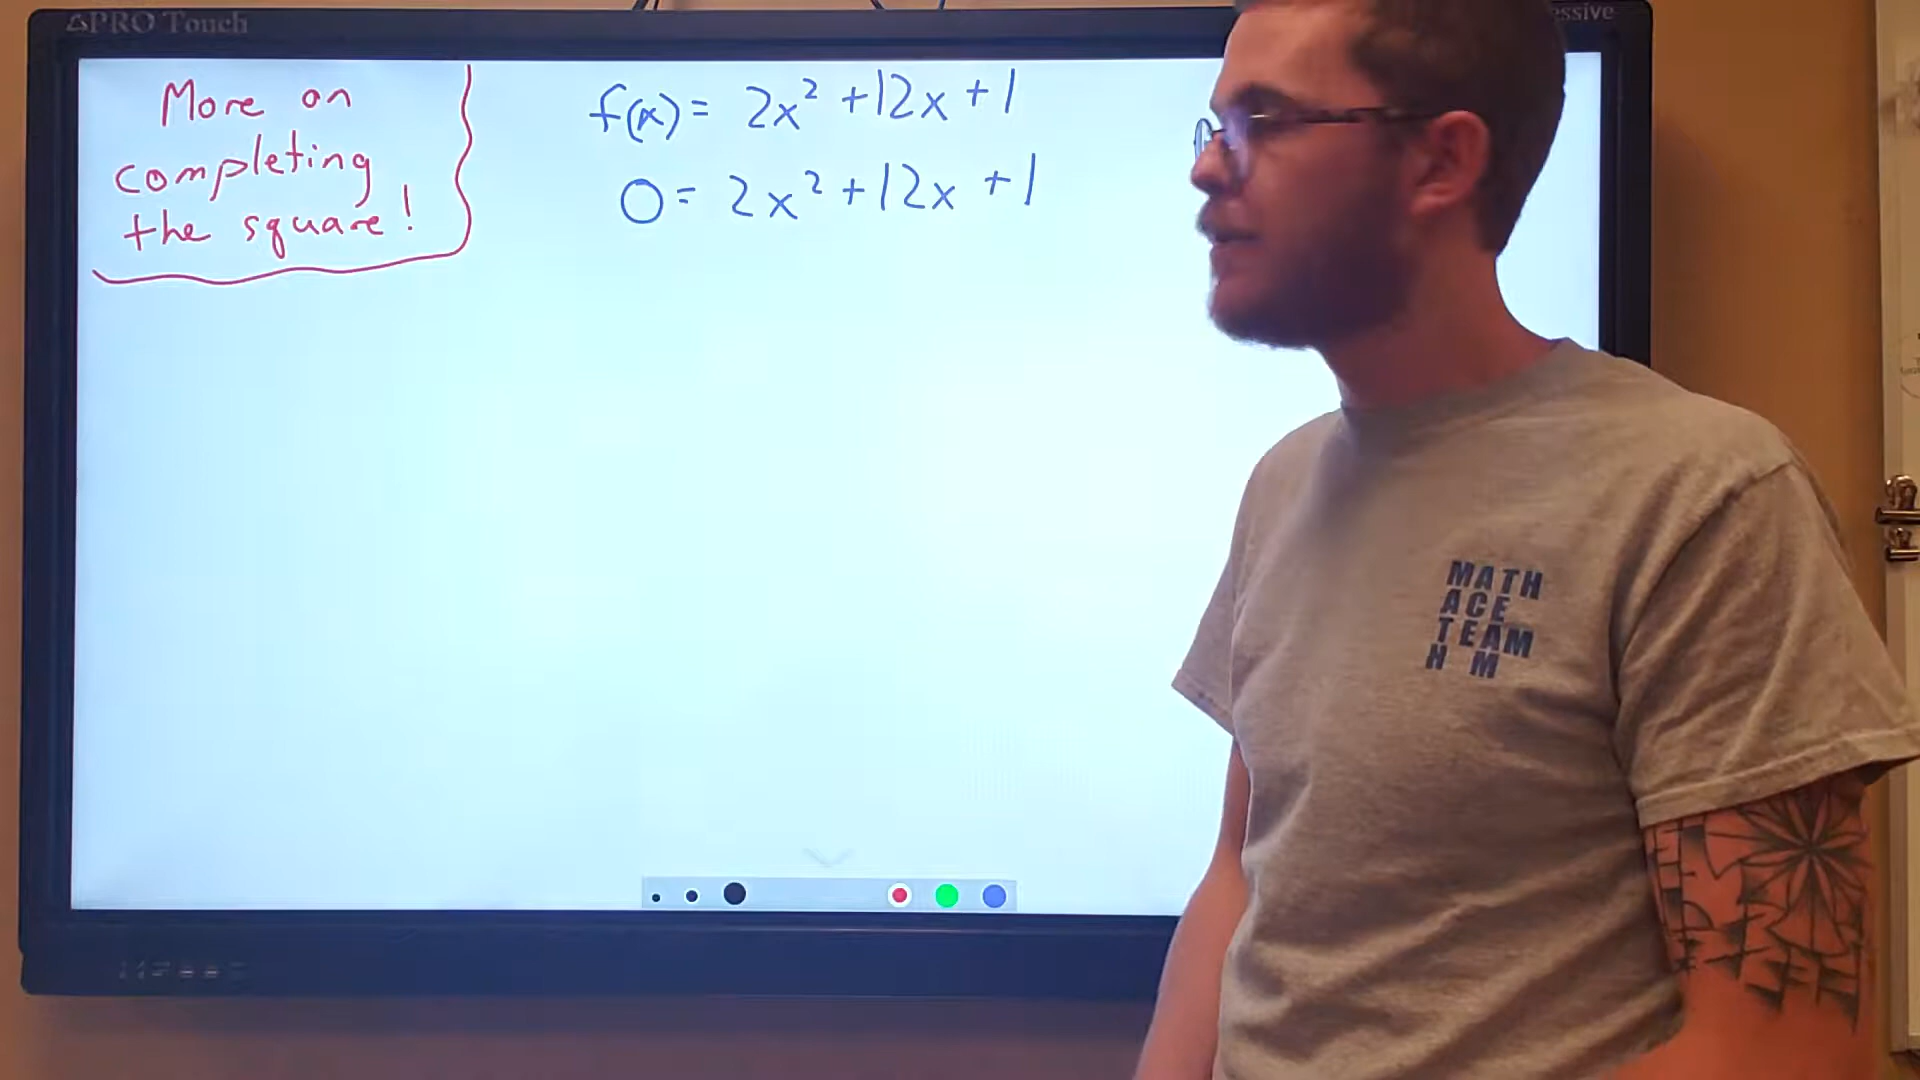 PRO Touch
More on
completing
the square!
f(x) = 2x² + 12x + 1
0 = 2x² + 12x + 1
MATH
ACE
TEAM
H M